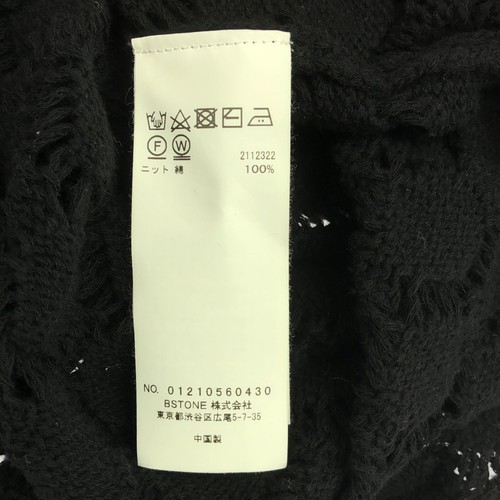 2112322
F W
ニット 綿 100%
NO. 01210560430
BSTONE 株式会社
東京都渋谷区広尾5-7-35
中国製